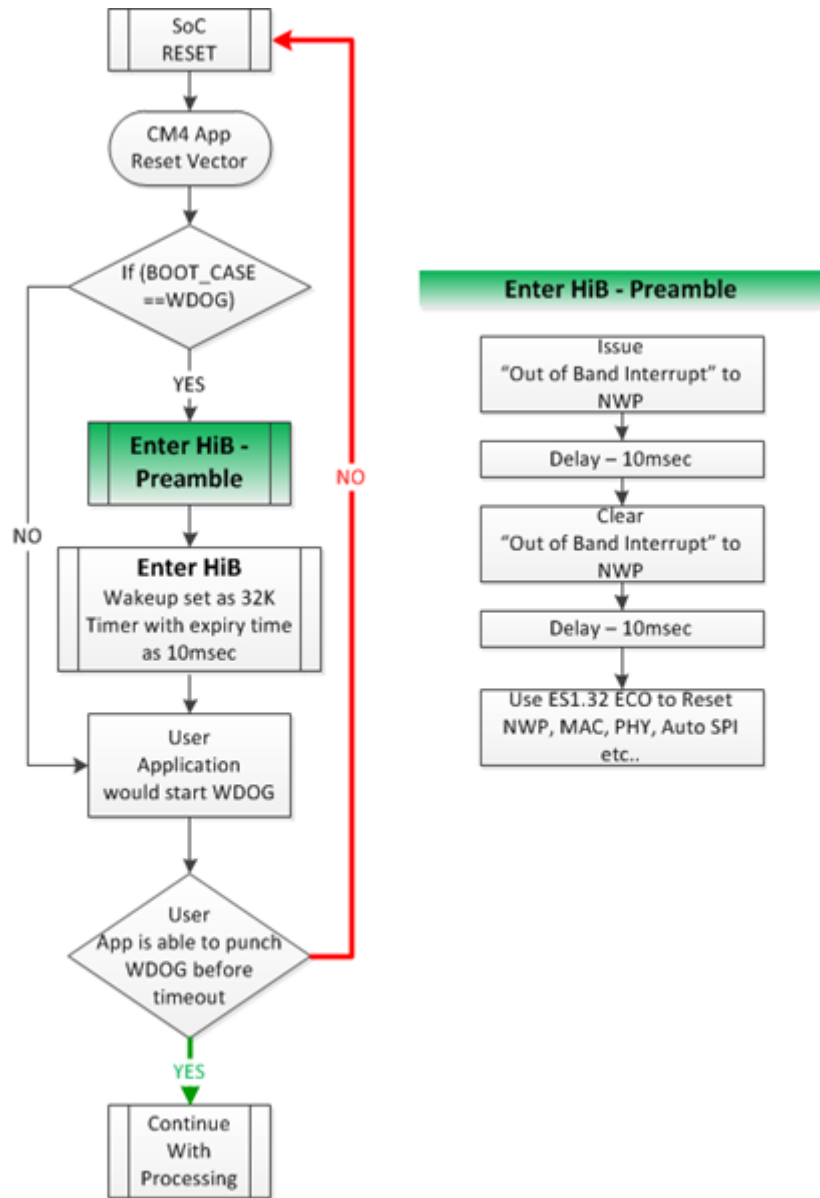 SoC
RESET
CM4 App
Reset Vector
If (BOOT_CASE
==WDOG)
YES
NO
Enter HiB -
Preamble
Enter HiB
Wakeup set as 32K
Timer with expiry time
as 10msec
User
Application
would start WDOG
User
App is able to punch
WDOG before
timeout
NO
YES
Continue
With
Processing
Enter HiB - Preamble
Issue
“Out of Band Interrupt” to
NWP
Delay – 10msec
Clear
“Out of Band Interrupt” to
NWP
Delay – 10msec
Use ES1.32 ECO to Reset
NWP, MAC, PHY, Auto SPI
etc..